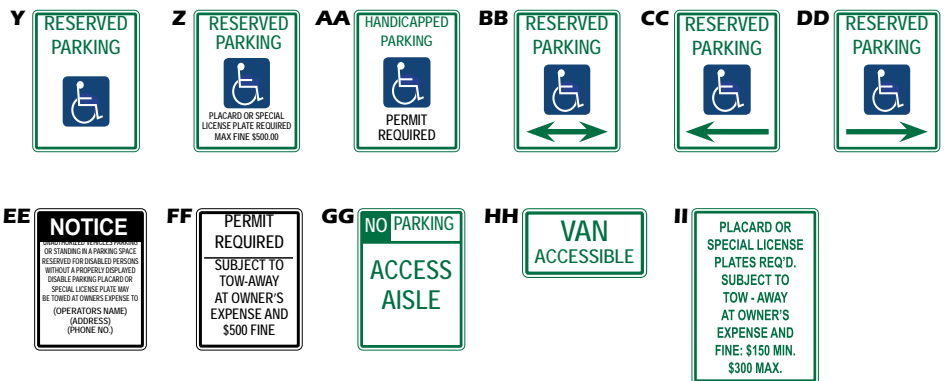 Y
RESERVED
PARKING
Z
RESERVED
PARKING
PLACARD OR SPECIAL
LICENSE PLATE REQUIRED
MAX FINE $500.00
AA
HANDICAPPED
PARKING
PERMIT
REQUIRED
BB
RESERVED
PARKING
CC
RESERVED
PARKING
DD
RESERVED
PARKING
EE
NOTICE
UNAUTHORIZED VEHICLES PARKING
OR STANDING IN A PARKING SPACE
RESERVED FOR DISABLED PERSONS
WITHOUT A PROPERLY DISPLAYED
DISABLE PARKING PLACARD OR
SPECIAL LICENSE PLATE MAY
BE TOWED AT OWNERS EXPENSE TO
(OPERATORS NAME)
(ADDRESS)
(PHONE NO.)
FF
PERMIT
REQUIRED
SUBJECT TO
TOW-AWAY
AT OWNER'S
EXPENSE AND
$500 FINE
GG
NO PARKING
ACCESS
AISLE
HH
VAN
ACCESSIBLE
II
PLACARD OR
SPECIAL LICENSE
PLATES REQ'D.
SUBJECT TO
TOW - AWAY
AT OWNER'S
EXPENSE AND
FINE: $150 MIN.
$300 MAX.